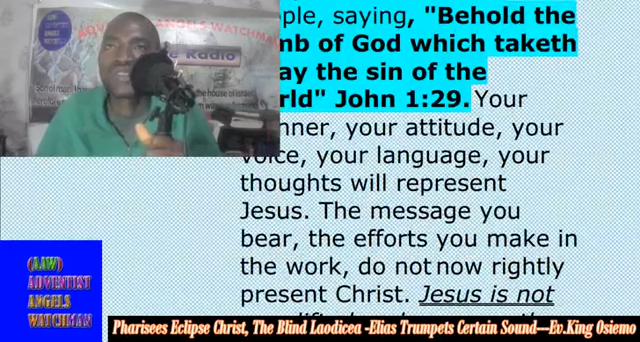 ople, saying, "Behold the
mb of God which taketh
ay the sin of the
rld" John 1:29. Your
nner, your attitude, your
voice, your language, your
thoughts will represent
Jesus. The message you
bear, the efforts you make in
the work, do not now rightly
present Christ. Jesus is not
(AAW)
ADVENTIST
ANGELS
WATCHMAN
Pharisees Eclipse Christ, The Blind Laodicea -Elias Trumpets Certain Sound---Ev.King Osiemo